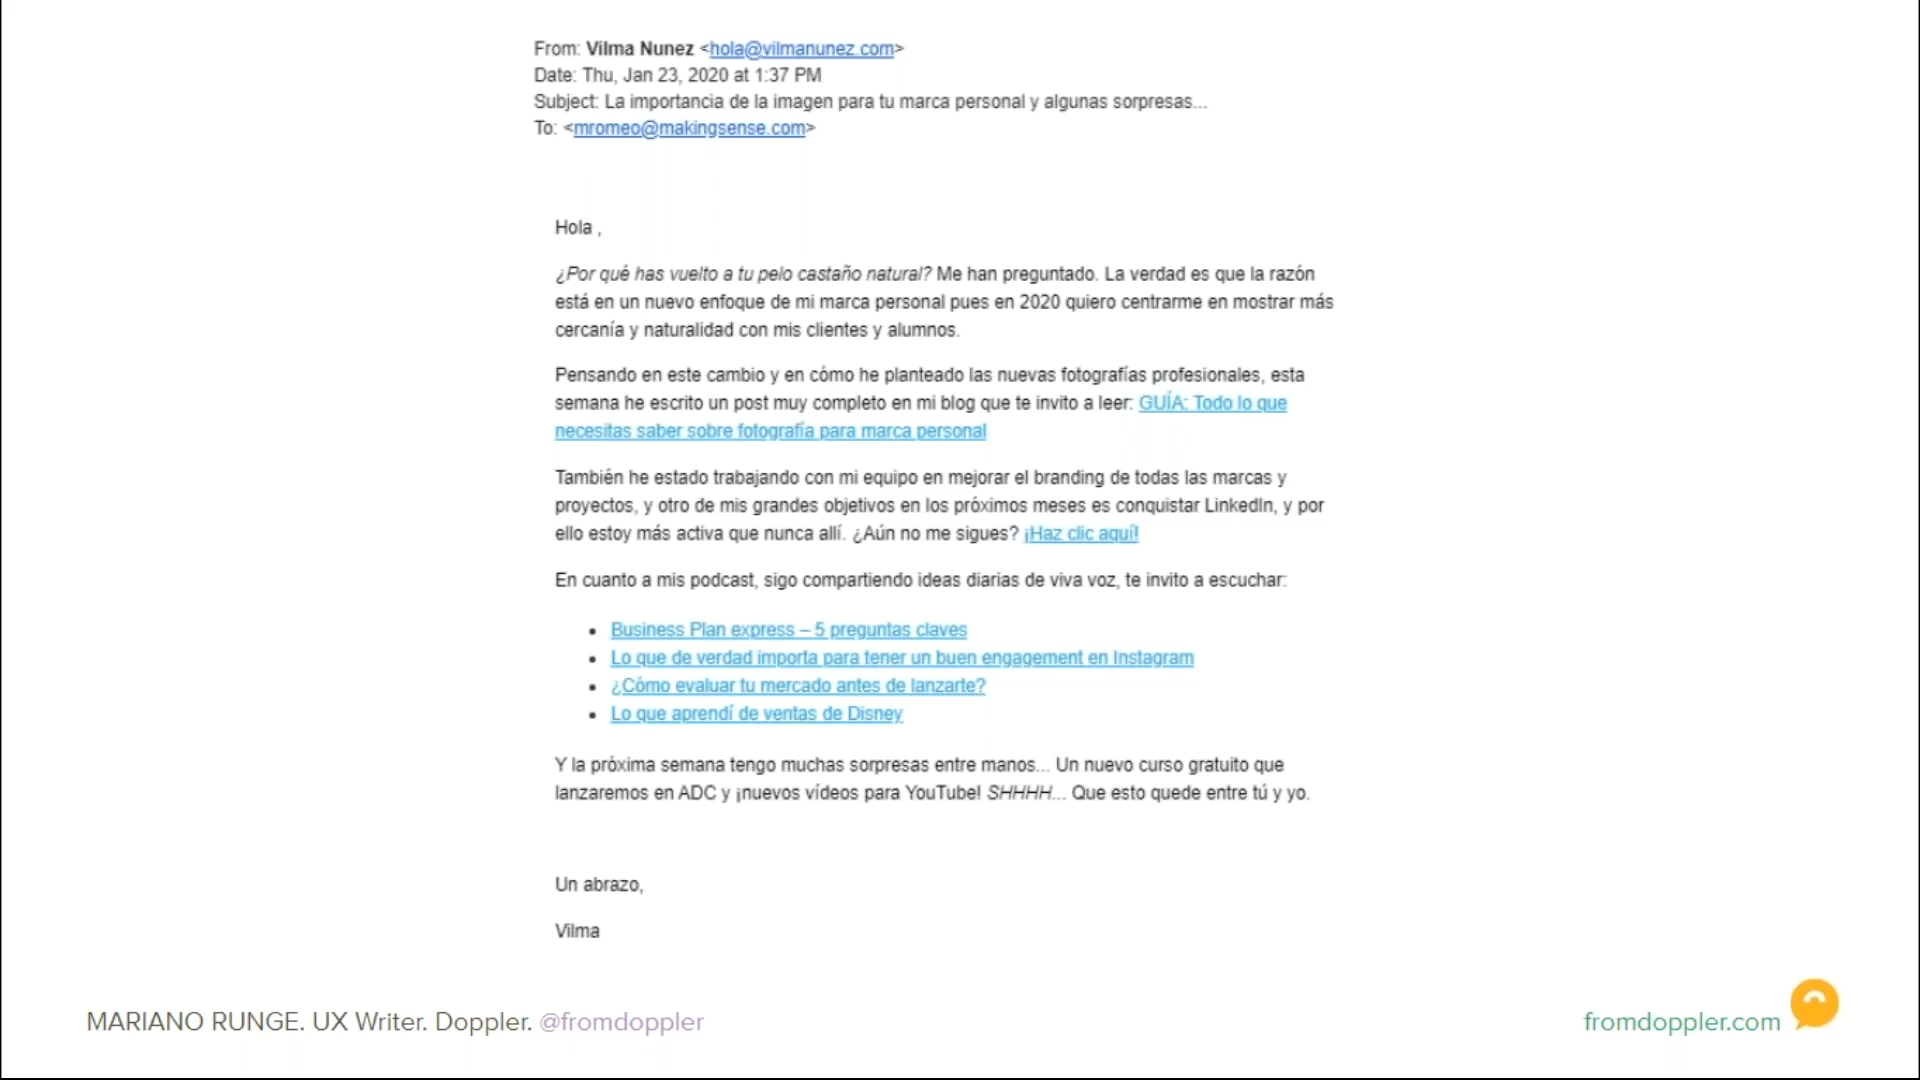 From: Vilma Nunez <hola@vilmanunez.com>
Date: Thu, Jan 23, 2020 at 1:37 PM
Subject: La importancia de la imagen para tu marca personal y algunas sorpresas...
To: <mromeo@makingsense.com>
Hola ,
¿Por qué has vuelto a tu pelo castaño natural? Me han preguntado. La verdad es que la razón
está en un nuevo enfoque de mi marca personal pues en 2020 quiero centrarme en mostrar más
cercanía y naturalidad con mis clientes y alumnos.
Pensando en este cambio y en cómo he planteado las nuevas fotografías profesionales, esta
semana he escrito un post muy completo en mi blog que te invito a leer: GUÍA: Todo lo que
necesitas saber sobre fotografía para marca personal
También he estado trabajando con mi equipo en mejorar el branding de todas las marcas y
proyectos, y otro de mis grandes objetivos en los próximos meses es conquistar LinkedIn, y por
ello estoy más activa que nunca allí. ¿Aún no me sigues? ¡Haz clic aquí!
En cuanto a mis podcast, sigo compartiendo ideas diarias de viva voz, te invito a escuchar:
• Business Plan express – 5 preguntas claves
• Lo que de verdad importa para tener un buen engagement en Instagram
• ¿Cómo evaluar tu mercado antes de lanzarte?
• Lo que aprendí de ventas de Disney
Y la próxima semana tengo muchas sorpresas entre manos... Un nuevo curso gratuito que
lanzaremos en ADC y ¡nuevos vídeos para YouTube! SHHHH... Que esto quede entre tú y yo.
Un abrazo,
Vilma
MARIANO RUNGE. UX Writer. Doppler. @fromdoppler
fromdoppler.com